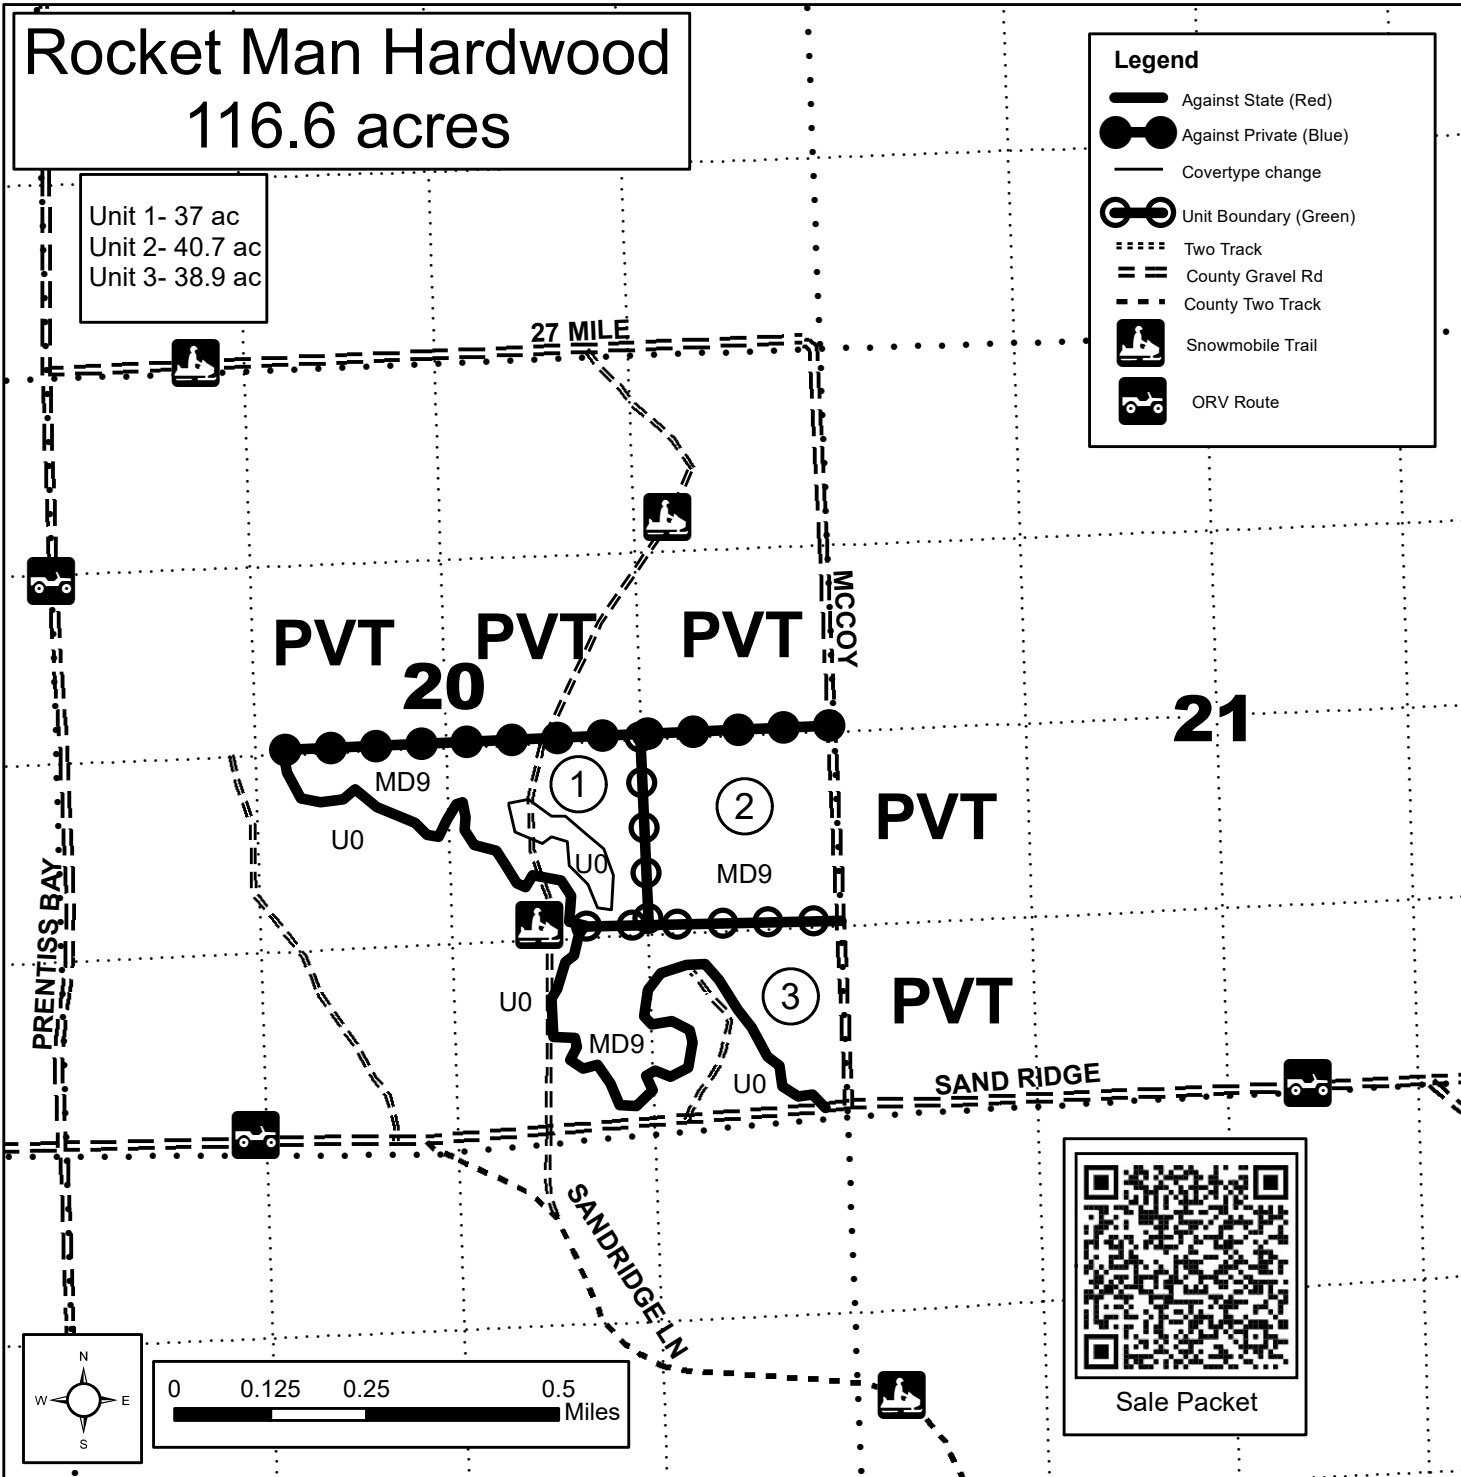 Rocket Man Hardwood
116.6 acres
Unit 1- 37 ac
Unit 2- 40.7 ac
Unit 3- 38.9 ac
Legend
Against State (Red)
Against Private (Blue)
Covertype change
Unit Boundary (Green)
Two Track
County Gravel Rd
County Two Track
Snowmobile Trail
ORV Route
27 MILE
MCCOY
PVT
PVT
PVT
20
21
MD9
1
2
U0
U0
MD9
PVT
PRENTISS BAY
U0
3
PVT
MD9
U0
SAND RIDGE
SANDRIDGE LN
N
W
E
S
0 0.125 0.25 0.5
Miles
Sale Packet